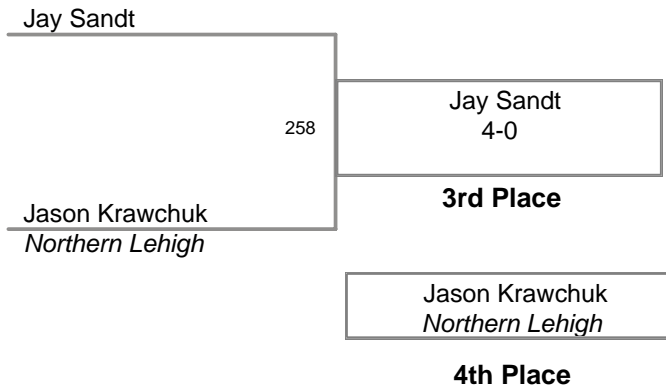 Jay Sandt
258
Jay Sandt
4-0
3rd Place
Jason Krawchuk
Northern Lehigh
Jason Krawchuk
Northern Lehigh
4th Place